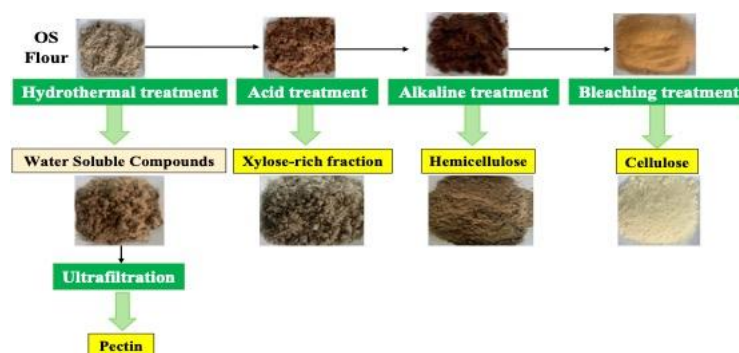 OS
Flour
Hydrothermal treatment
Acid treatment
Alkaline treatment
Bleaching treatment
Water Soluble Compounds
Xylose-rich fraction
Hemicellulose
Cellulose
Ultrafiltration
Pectin